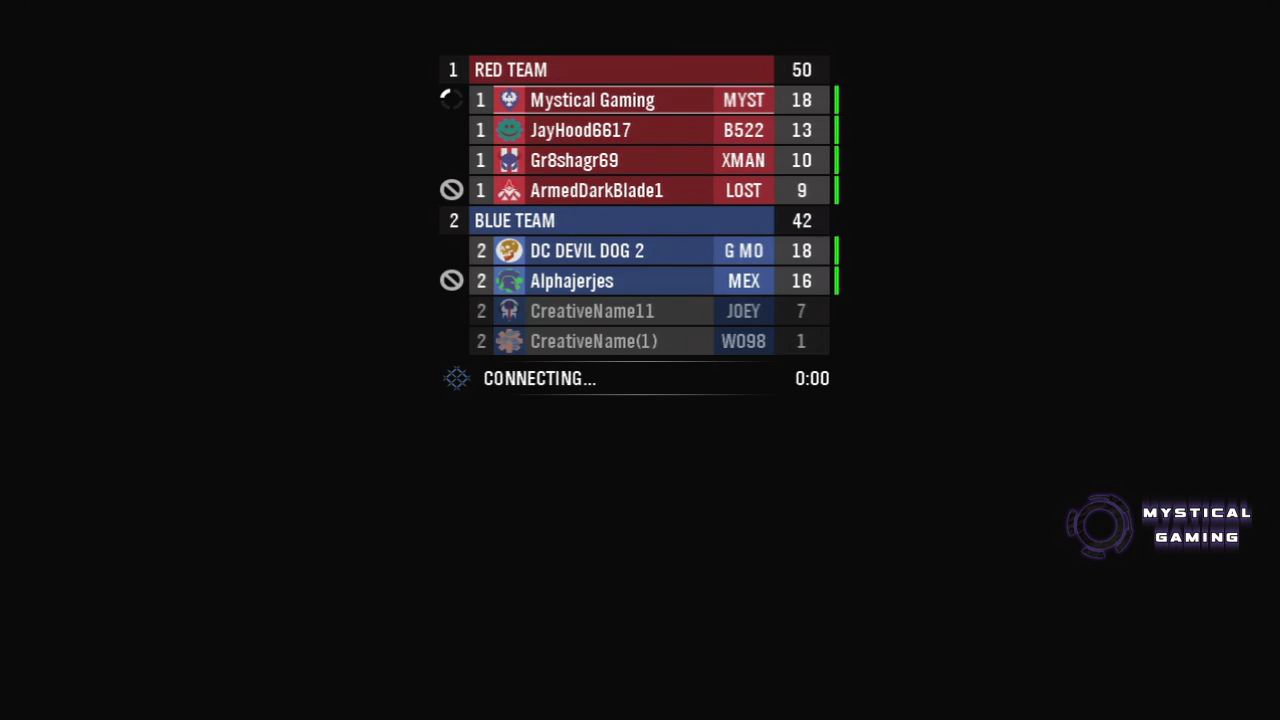 1 RED TEAM 50
1 Mystical Gaming MYST 18
1 JayHood6617 B522 13
1 Gr8shagr69 XMAN 10
1 ArmedDarkBlade1 LOST 9
2 BLUE TEAM 42
2 DC DEVIL DOG 2 G MO 18
2 Alphajerjes MEX 16
2 CreativeName11 JOEY 7
2 CreativeName(1) WO98 1
CONNECTING... 0:00
MYSTICAL
GAMING